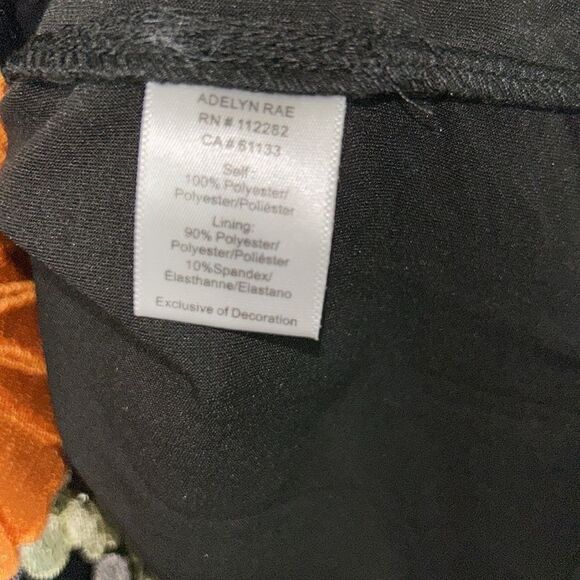 ADELYN RAE
RN # 112282
CA # 61133
Self :
100% Polyester/
Polyester/Poliéster
Lining:
90% Polyester/
Polyester/Poliéster
10%Spandex/
Élasthanne/Elastano
Exclusive of Decoration